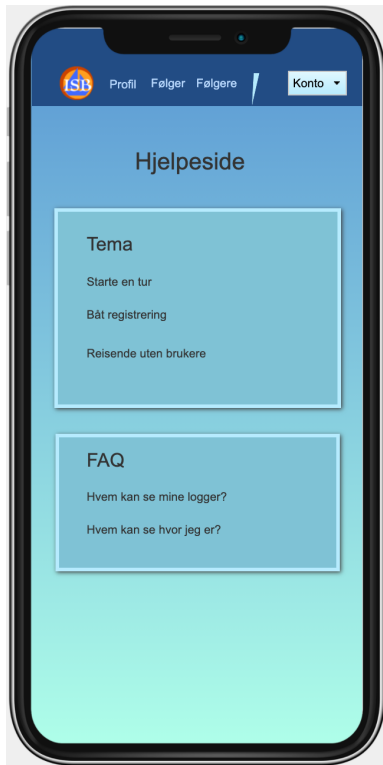 ISB
Profil Følger Følgere Konto
Hjelpeside
Tema
Starte en tur
Båt registrering
Reisende uten brukere
FAQ
Hvem kan se mine logger?
Hvem kan se hvor jeg er?